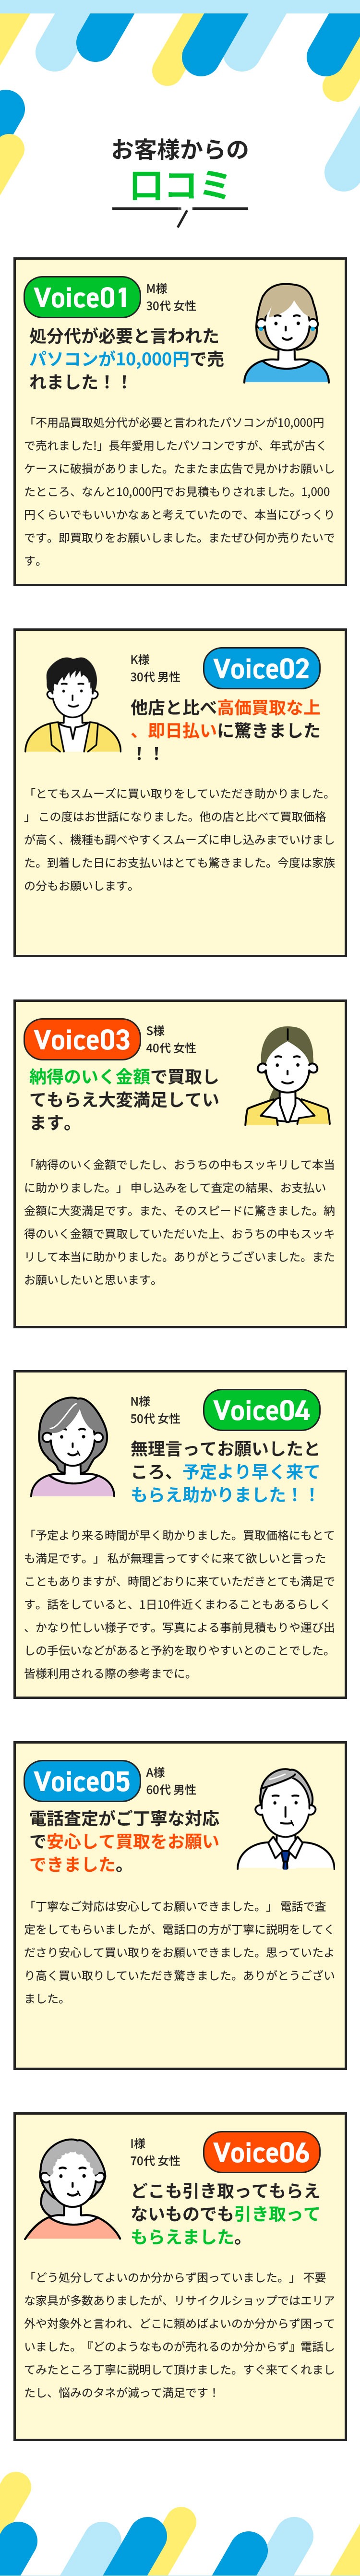 お客様からの
口コミ
Voice01
M様
30代 女性
処分代が必要と言われた
パソコンが10,000円で売
れました！！
「不用品買取処分代が必要と言われたパソコンが10,000円
で売れました!」長年愛用したパソコンですが、年式が古く
ケースに破損がありました。たまたま広告で見かけお願いし
たところ、なんと10,000円でお見積もりされました。1,000
円くらいでもいいかなぁと考えていたので、本当にびっくり
です。即買取りをお願いしました。またぜひ何か売りたいで
す。
K様
30代 男性
Voice02
他店と比べ高価買取な上
、即日払いに驚きました
！！
「とてもスムーズに買い取りをしていただき助かりました。
」 この度はお世話になりました。他の店と比べて買取価格
が高く、機種も調べやすくスムーズに申し込みまでいけまし
た。到着した日にお支払いはとても驚きました。今度は家族
の分もお願いします。
Voice03
S様
40代 女性
納得のいく金額で買取し
てもらえ大変満足してい
ます。
「納得のいく金額でしたし、おうちの中もスッキリして本当
に助かりました。」 申し込みをして査定の結果、お支払い
金額に大変満足です。また、そのスピードに驚きました。納
得のいく金額で買取していただいた上、おうちの中もスッキ
リして本当に助かりました。ありがとうございました。また
お願いしたいと思います。
N様
50代 女性
Voice04
無理言ってお願いしたと
ころ、予定より早く来て
もらえ助かりました！！
「予定より来る時間が早く助かりました。買取価格にもとて
も満足です。」 私が無理言ってすぐに来て欲しいと言った
こともありますが、時間どおりに来ていただきとても満足で
す。話をしていると、1日10件近くまわることもあるらしく
、かなり忙しい様子です。写真による事前見積もりや運び出
しの手伝いなどがあると予約を取りやすいとのことでした。
皆様利用される際の参考までに。
Voice05
A様
60代 男性
電話査定がご丁寧な対応
で安心して買取をお願い
できました。
「丁寧なご対応は安心してお願いできました。」 電話で査
定をしてもらいましたが、電話口の方が丁寧に説明をしてく
ださり安心して買い取りをお願いできました。思っていたよ
り高く買い取りしていただき驚きました。ありがとうござい
ました。
I様
70代 女性
Voice06
どこも引き取ってもらえ
ないものでも引き取って
もらえました。
「どう処分してよいのか分からず困っていました。」 不要
な家具が多数ありましたが、リサイクルショップではエリア
外や対象外と言われ、どこに頼めばよいのか分からず困って
いました。『どのようなものが売れるのか分からず』電話し
てみたところ丁寧に説明して頂けました。すぐ来てくれまし
たし、悩みのタネが減って満足です！